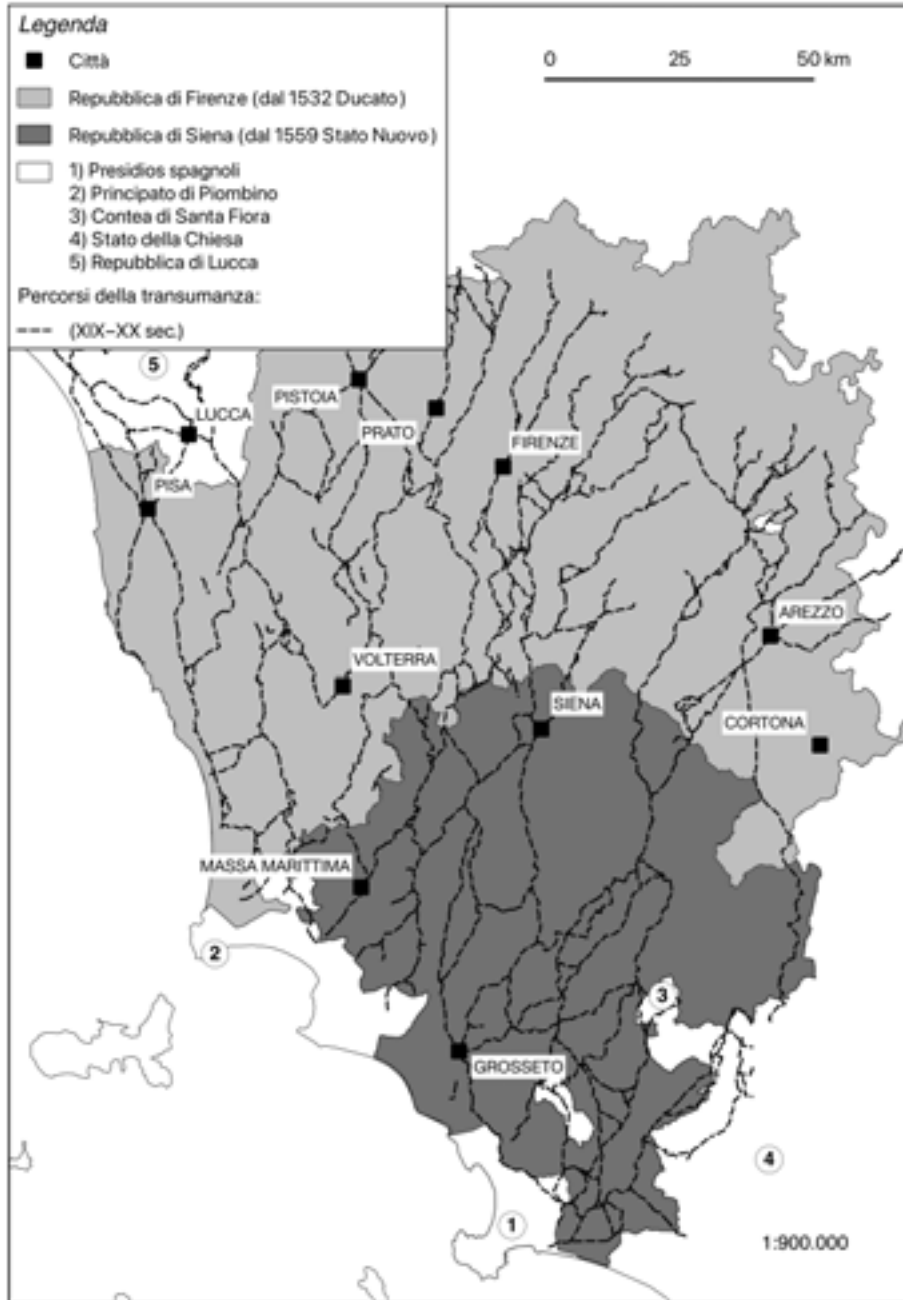 Legenda
Città
Repubblica di Firenze (dal 1532 Ducato)
Repubblica di Siena (dal 1559 Stato Nuovo)
1) Presidios spagnoli
2) Principato di Piombino
3) Contea di Santa Fiora
4) Stato della Chiesa
5) Repubblica di Lucca
Percorsi della transumanza:
(XIX–XX sec.)
0 25 50 km
5
PISTOIA
LUCCA
PRATO
FIRENZE
PISA
AREZZO
VOLTERRA
SIENA
CORTONA
MASSA MARITTIMA
2
3
GROSSETO
4
1
1:900.000